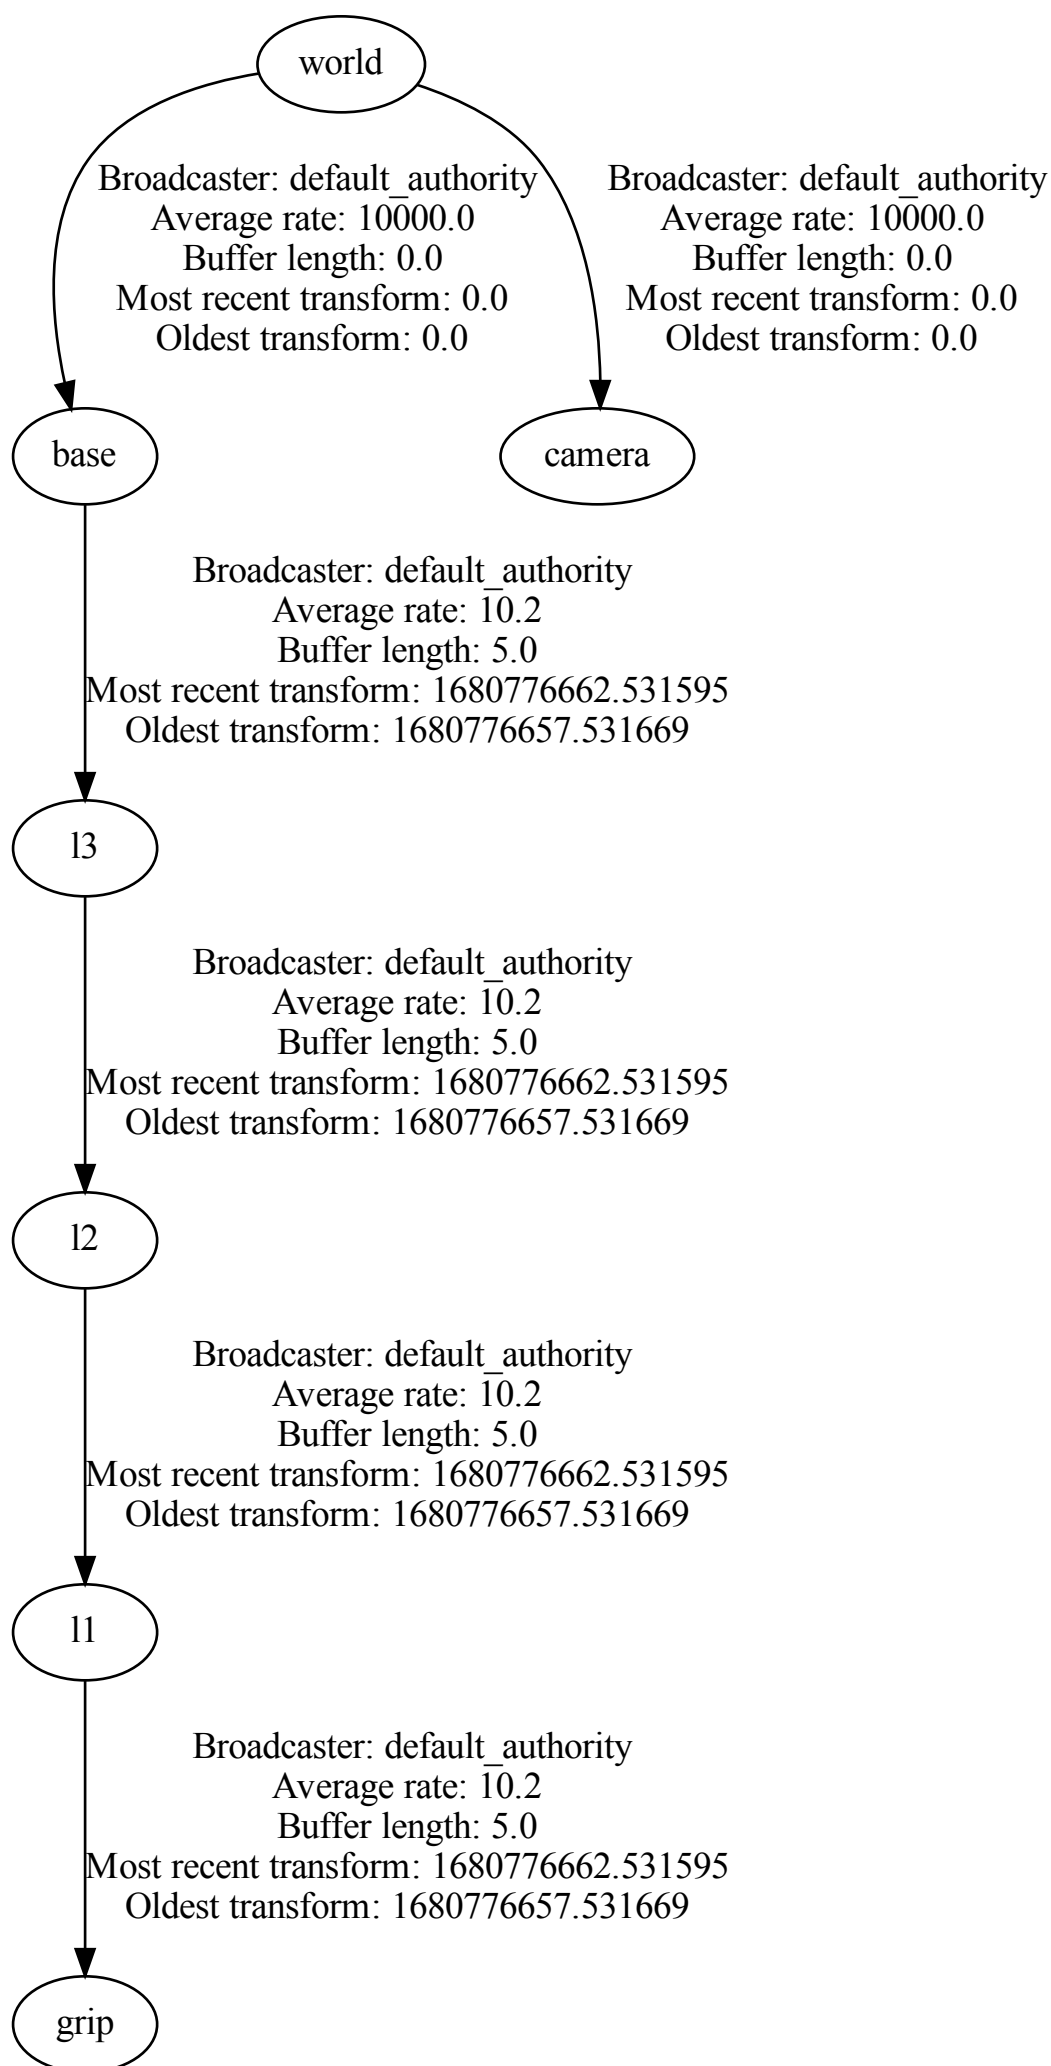 world
Broadcaster: default_authority
Average rate: 10000.0
Buffer length: 0.0
Most recent transform: 0.0
Oldest transform: 0.0
Broadcaster: default_authority
Average rate: 10000.0
Buffer length: 0.0
Most recent transform: 0.0
Oldest transform: 0.0
base
camera
Broadcaster: default_authority
Average rate: 10.2
Buffer length: 5.0
Most recent transform: 1680776662.531595
Oldest transform: 1680776657.531669
l3
Broadcaster: default_authority
Average rate: 10.2
Buffer length: 5.0
Most recent transform: 1680776662.531595
Oldest transform: 1680776657.531669
l2
Broadcaster: default_authority
Average rate: 10.2
Buffer length: 5.0
Most recent transform: 1680776662.531595
Oldest transform: 1680776657.531669
l1
Broadcaster: default_authority
Average rate: 10.2
Buffer length: 5.0
Most recent transform: 1680776662.531595
Oldest transform: 1680776657.531669
grip